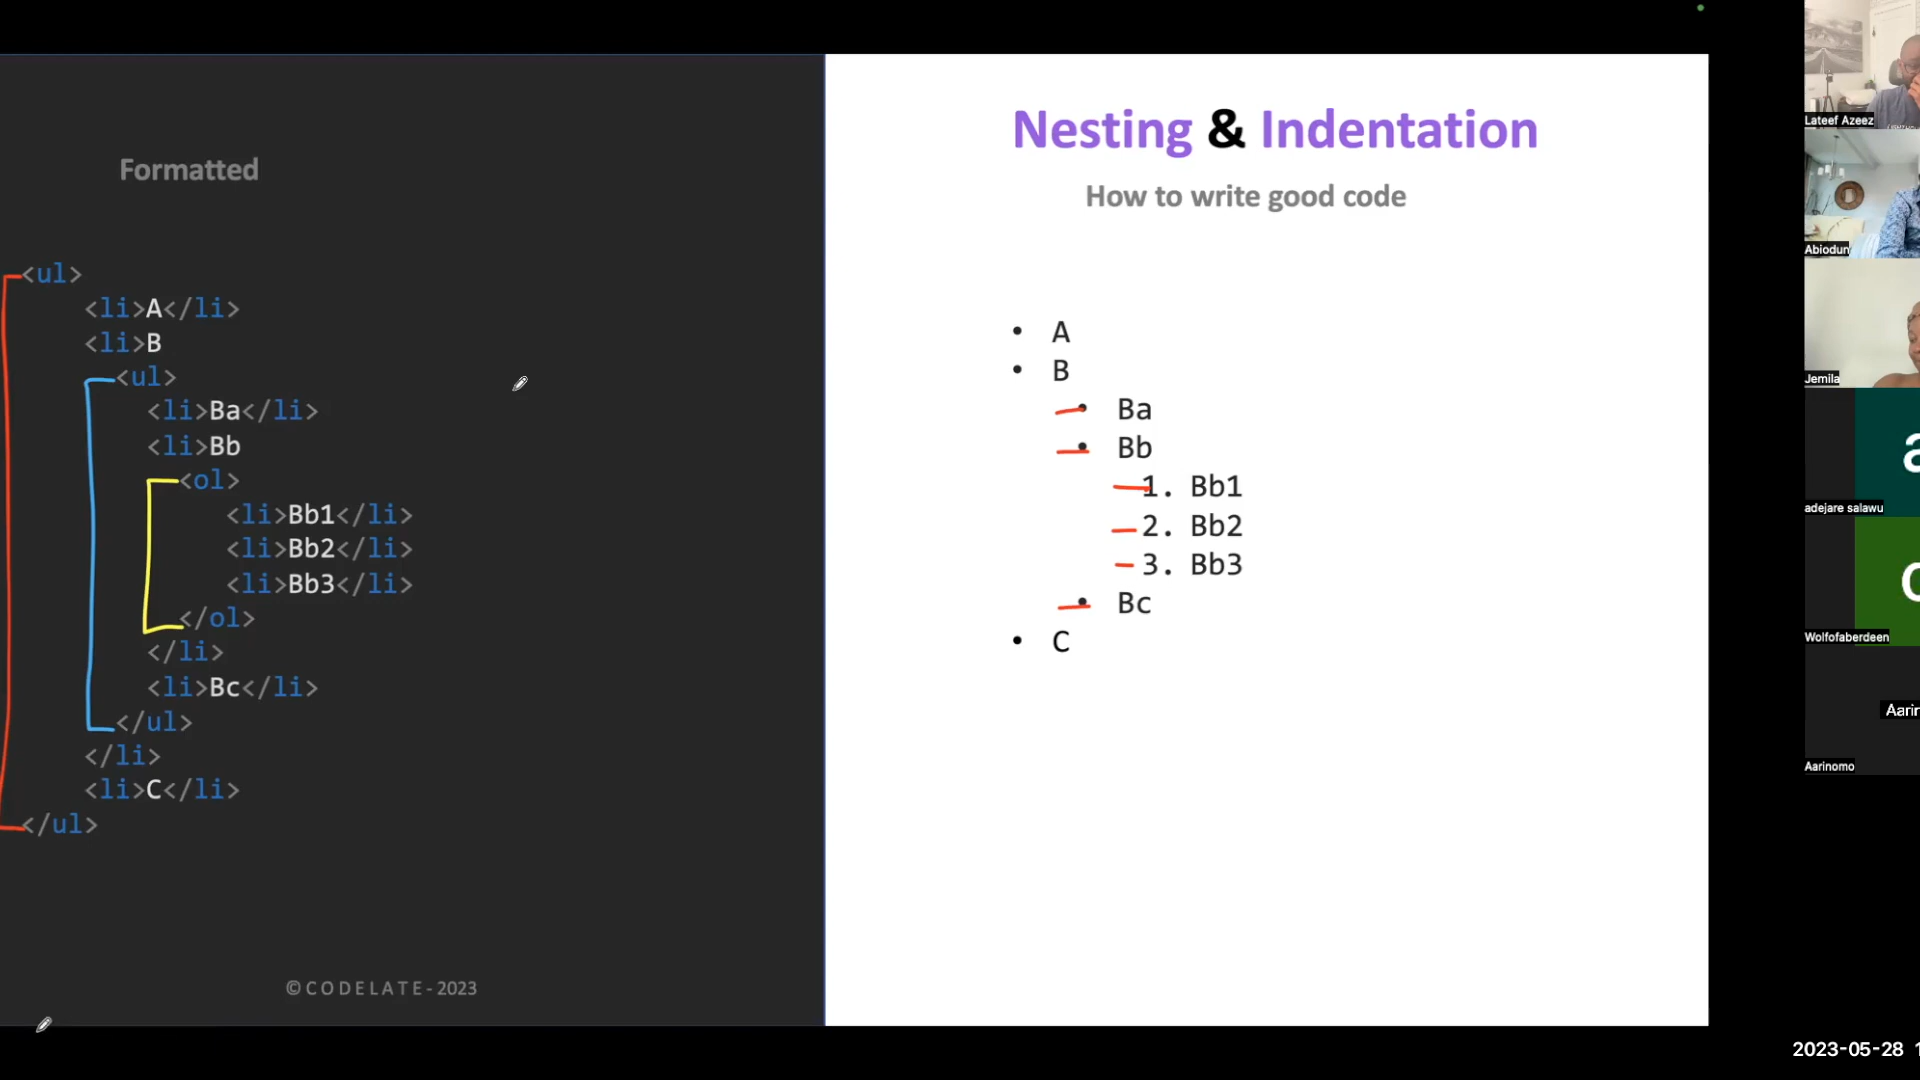 Formatted
<ul>
<li>A</li>
<li>B
<ul>
<li>Ba</li>
<li>Bb
<ol>
<li>Bb1</li>
<li>Bb2</li>
<li>Bb3</li>
</ol>
</li>
<li>Bc</li>
</ul>
</li>
<li>C</li>
</ul>
©CODELATE-2023
Nesting & Indentation
How to write good code
• A
• B
• Ba
• Bb
1. Bb1
2. Bb2
3. Bb3
• Bc
• C
Lateef Azeez
Abiodun
Jemila
a
adejare salawu
Wolfofaberdeen
Aarin
Aarinomo
2023-05-28 1